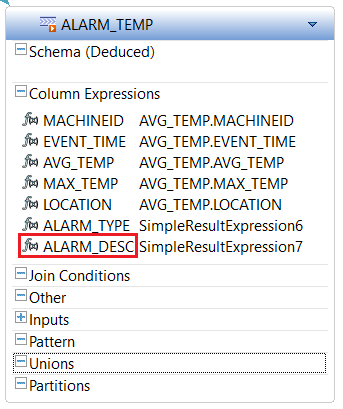 ALARM_TEMP
Schema (Deduced)
Column Expressions
MACHINEID AVG_TEMP.MACHINEID
EVENT_TIME AVG_TEMP.EVENT_TIME
AVG_TEMP AVG_TEMP.AVG_TEMP
MAX_TEMP AVG_TEMP.MAX_TEMP
LOCATION AVG_TEMP.LOCATION
ALARM_TYPE SimpleResultExpression6
ALARM_DESC SimpleResultExpression7
Join Conditions
Other
Inputs
Pattern
Unions
Partitions